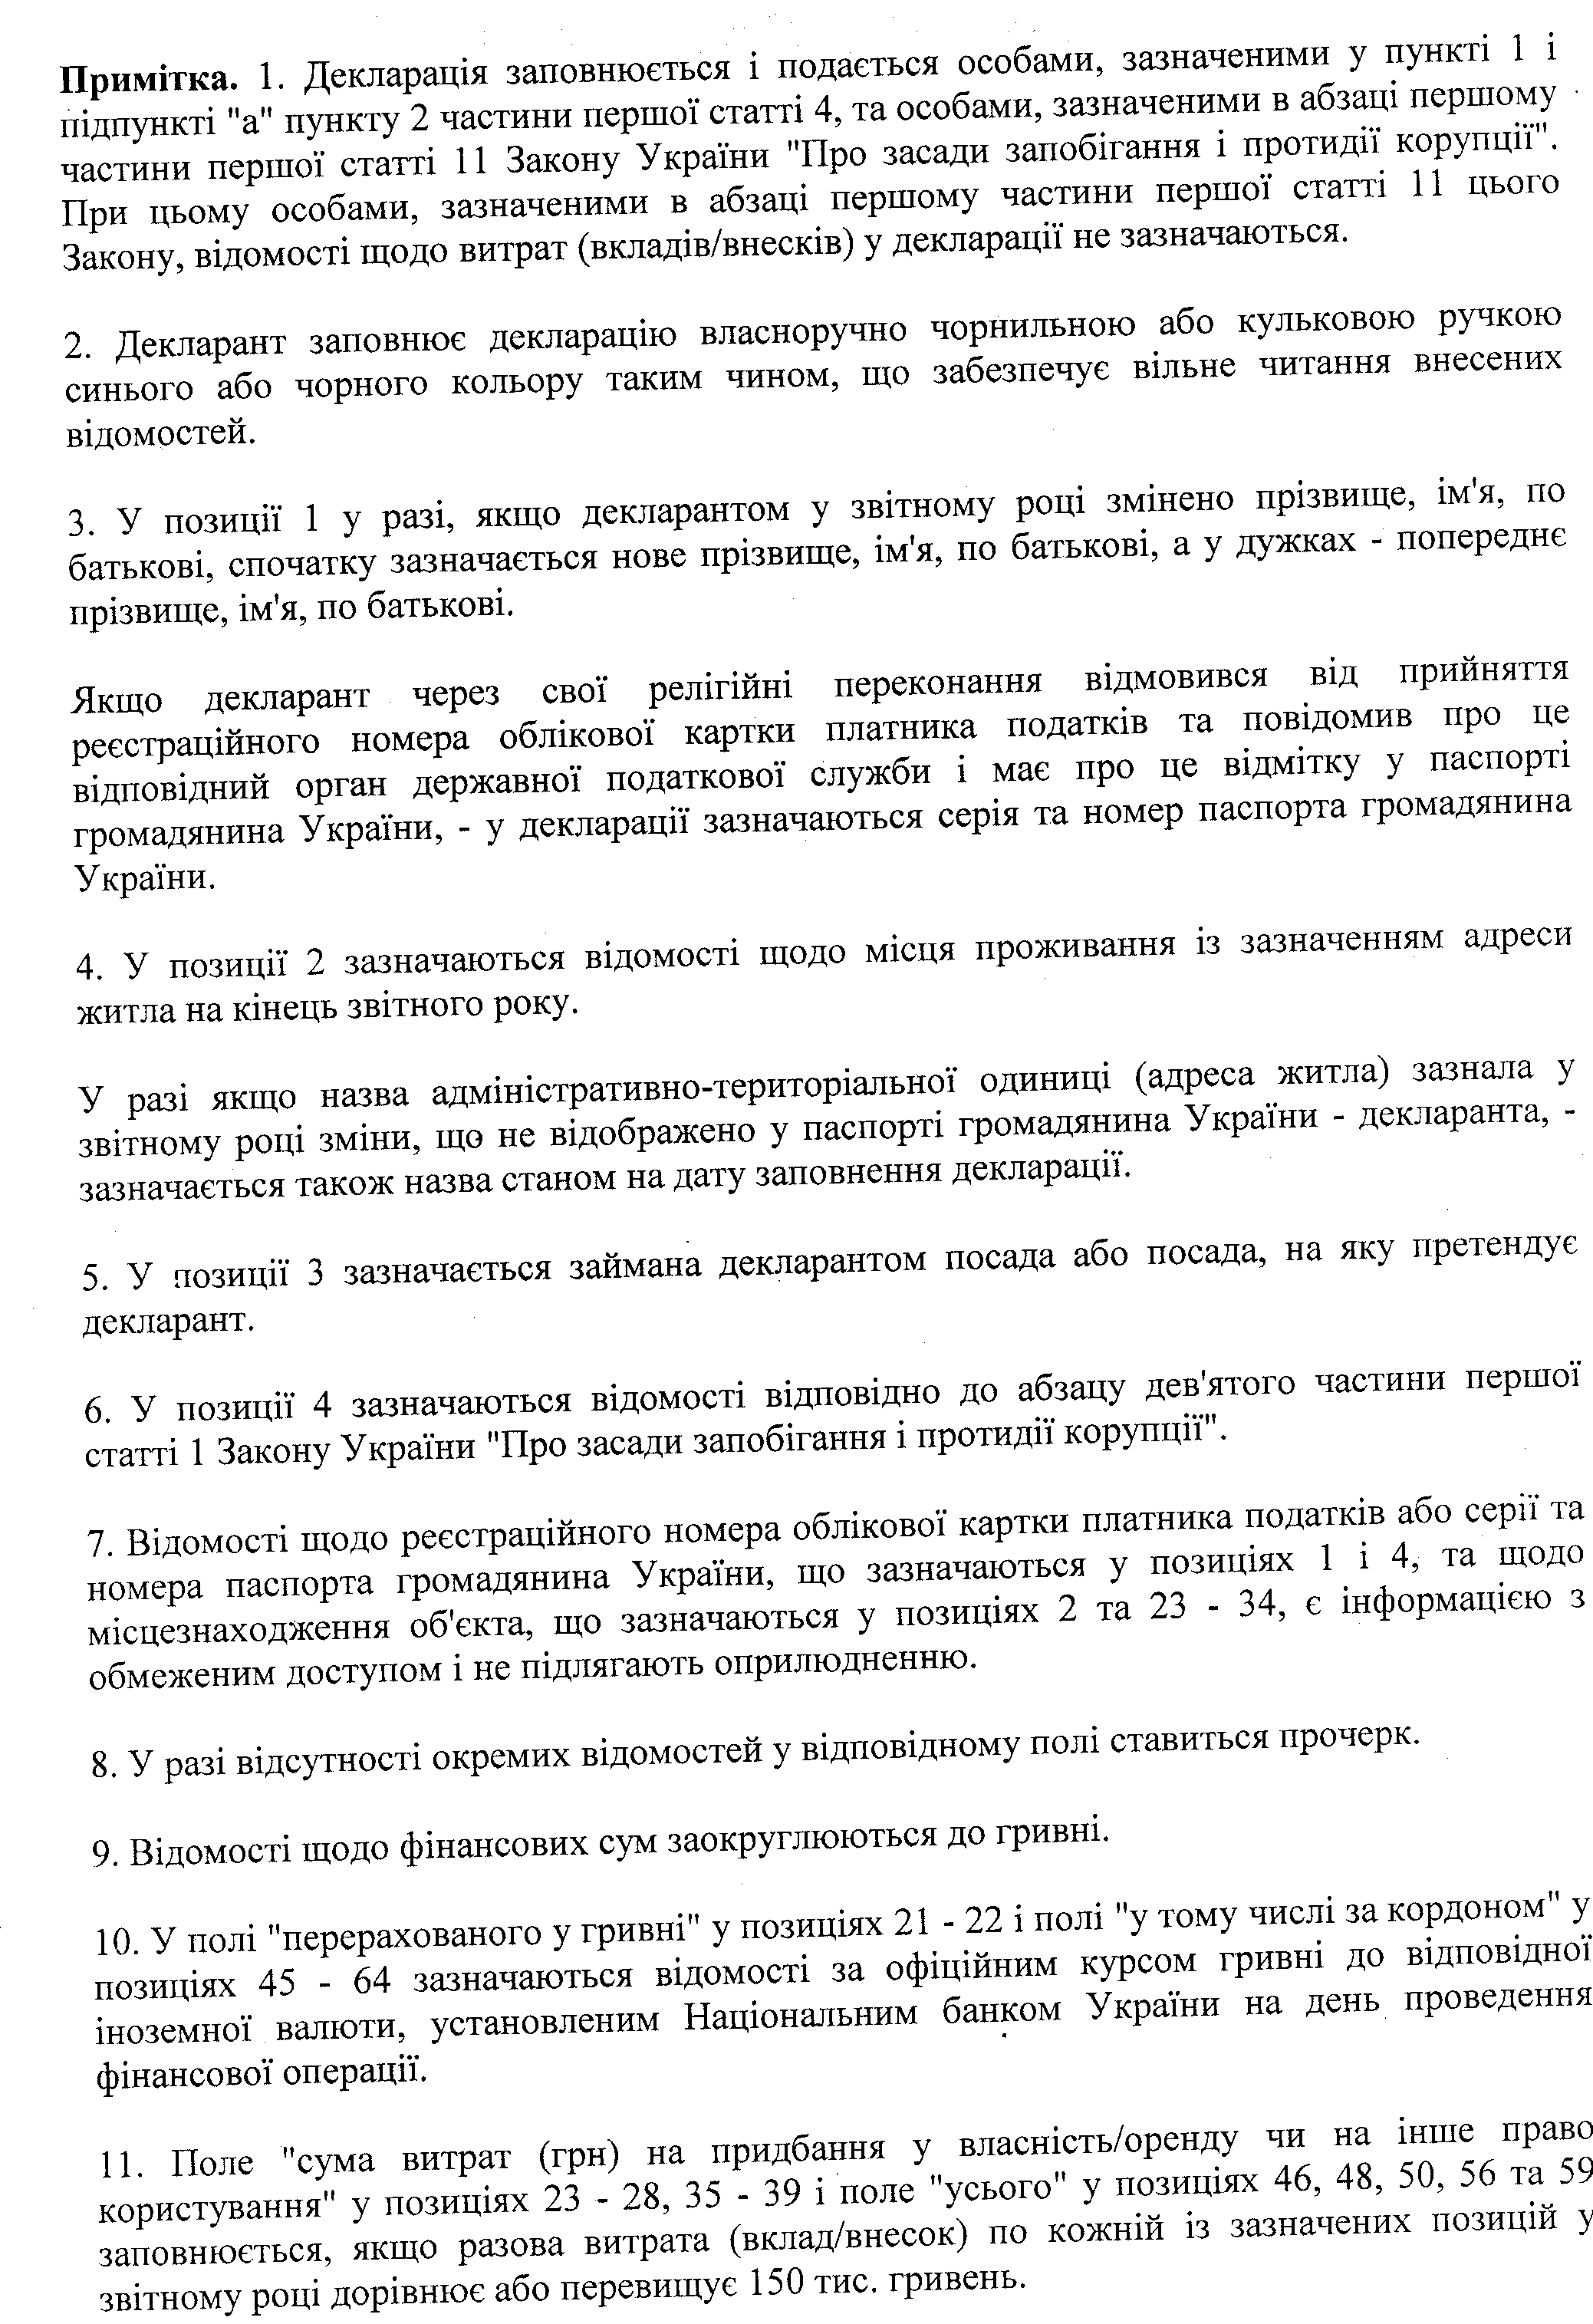 Примітка. 1. Декларація заповнюється і подається особами, зазначеними у пункті 1 і
підпункті "а" пункту 2 частини першої статті 4, та особами, зазначеними в абзаці першому
частини першої статті 11 Закону України "Про засади запобігання і протидії корупції".
При цьому особами, зазначеними в абзаці першому частини першої статті 11 цього
Закону, відомості щодо витрат (вкладів/внесків) у декларації не зазначаються.
2. Декларант заповнює декларацію власноручно чорнильною або кульковою ручкою
синього або чорного кольору таким чином, що забезпечує вільне читання внесених
відомостей.
3. У позиції 1 у разі, якщо декларантом у звітному році змінено прізвище, ім'я, по
батькові, спочатку зазначається нове прізвище, ім'я, по батькові, а у дужках - попереднє
прізвище, ім'я, по батькові.
Якщо декларант через свої релігійні переконання відмовився від прийняття
реєстраційного номера облікової картки платника податків та повідомив про це
відповідний орган державної податкової служби і має про це відмітку у паспорті
громадянина України, - у декларації зазначаються серія та номер паспорта громадянина
України.
4. У позиції 2 зазначаються відомості щодо місця проживання із зазначенням адреси
житла на кінець звітного року.
У разі якщо назва адміністративно-територіальної одиниці (адреса житла) зазнала у
звітному році зміни, що не відображено у паспорті громадянина України - декларанта, -
зазначається також назва станом на дату заповнення декларації.
5. У позиції 3 зазначається займана декларантом посада або посада, на яку претендує
декларант.
6. У позиції 4 зазначаються відомості відповідно до абзацу дев'ятого частини першої
статті 1 Закону України "Про засади запобігання і протидії корупції".
7. Відомості щодо реєстраційного номера облікової картки платника податків або серії та
номера паспорта громадянина України, що зазначаються у позиціях 1 і 4, та щодо
місцезнаходження об'єкта, що зазначаються у позиціях 2 та 23 - 34, є інформацією з
обмеженим доступом і не підлягають оприлюдненню.
8. У разі відсутності окремих відомостей у відповідному полі ставиться прочерк.
9. Відомості щодо фінансових сум заокруглюються до гривні.
10. У полі "перерахованого у гривні" у позиціях 21 - 22 і полі "у тому числі за кордоном" у
позиціях 45 - 64 зазначаються відомості за офіційним курсом гривні до відповідної
іноземної валюти, установленим Національним банком України на день проведення
фінансової операції.
11. Поле "сума витрат (грн) на придбання у власність/оренду чи на інше право
користування" у позиціях 23 - 28, 35 - 39 і поле "усього" у позиціях 46, 48, 50, 56 та 59
заповнюється, якщо разова витрата (вклад/внесок) по кожній із зазначених позицій у
звітному році дорівнює або перевищує 150 тис. гривень.